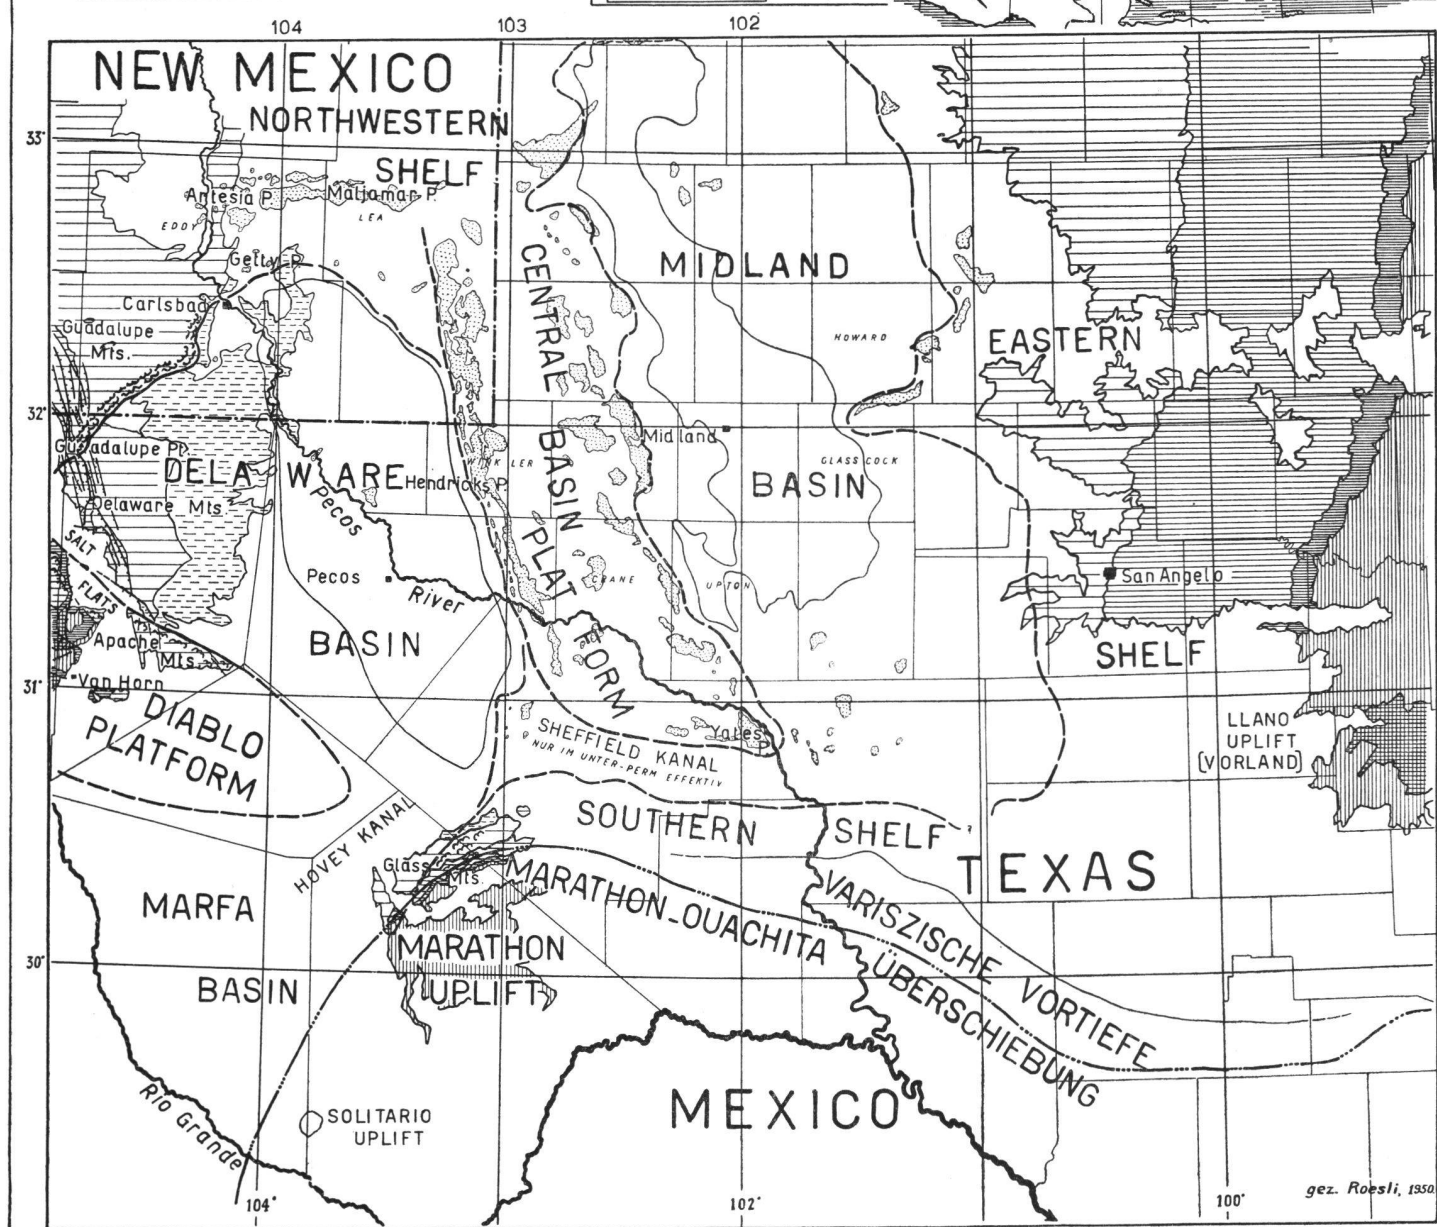 104 103 102
NEW MEXICO
NORTHWESTERN
33°
SHELF
Artesia P.
Maljamar P.
LEA
EDDY
CENTRAL BASIN PLATFORM
MIDLAND
Getty P.
Carlsbad
Guadalupe
Mts.
HOWARD
EASTERN
32°
Midland
Guadalupe Pt.
WINKLER
GLASSCOCK
DELAWARE
Hendricks P.
BASIN
Delaware Mts
Pecos
SALT
FLATS
CRANE
UPTON
Pecos
River
San Angelo
Apache
Mts.
BASIN
SHELF
31°
Van Horn
DIABLO
PLATFORM
Yates P.
SHEFFIELD KANAL
NUR IM UNTER-PERM EFFEKTIV
LLANO
UPLIFT
(VORLAND)
SOUTHERN SHELF
HOVEY KANAL
Glass
Mts
TEXAS
MARFA
MARATHON-OUACHITA ÜBERSCHIEBUNG
VARISZISCHE VORTIEFE
MARATHON
UPLIFT
30°
BASIN
MEXICO
Rio Grande
SOLITARIO
UPLIFT
gez. Roesli, 1950.
104° 102° 100°